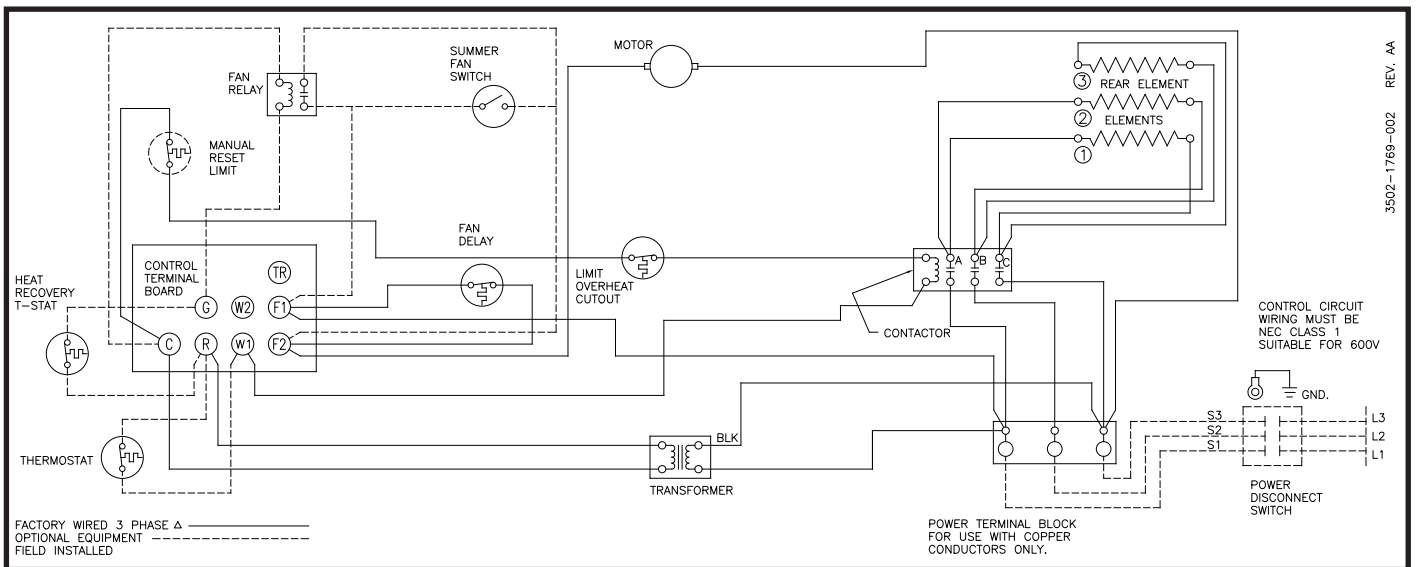 MOTOR
SUMMER
FAN
SWITCH
FAN
RELAY
MANUAL
RESET
LIMIT
3
REAR ELEMENT
2
ELEMENTS
1
3502-1769-002 REV. AA
FAN
DELAY
HEAT
RECOVERY
T-STAT
CONTROL
TERMINAL
BOARD
TR
G
W2
F1
C
R
W1
F2
LIMIT
OVERHEAT
CUTOUT
A
B
C
CONTACTOR
CONTROL CIRCUIT
WIRING MUST BE
NEC CLASS 1
SUITABLE FOR 600V
GND.
S3
S2
S1
L3
L2
L1
POWER
DISCONNECT
SWITCH
THERMOSTAT
BLK
TRANSFORMER
FACTORY WIRED 3 PHASE Δ
OPTIONAL EQUIPMENT
FIELD INSTALLED
POWER TERMINAL BLOCK
FOR USE WITH COPPER
CONDUCTORS ONLY.